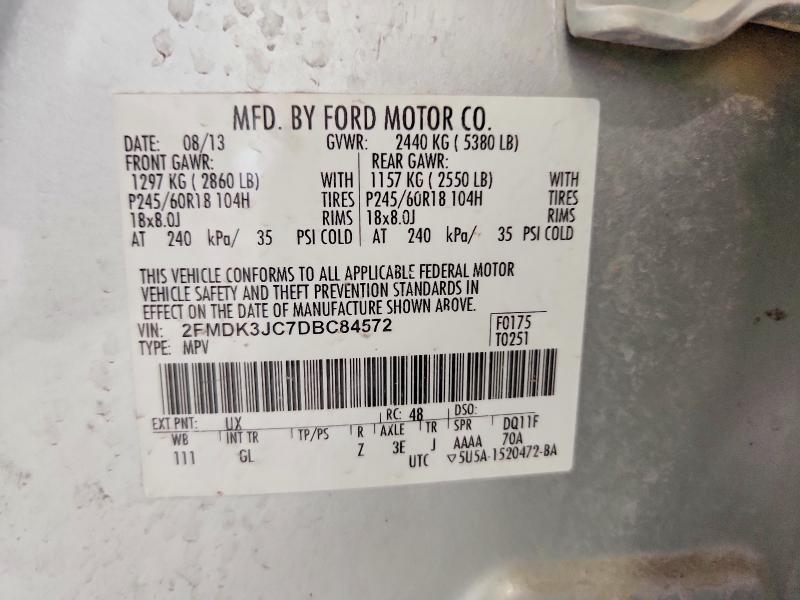 MFD. BY FORD MOTOR CO.
DATE: 08/13 GVWR: 2440 KG ( 5380 LB)
FRONT GAWR: REAR GAWR:
1297 KG ( 2860 LB) WITH 1157 KG ( 2550 LB) WITH
P245/60R18 104H TIRES P245/60R18 104H TIRES
18x8.0J RIMS 18x8.0J RIMS
AT 240 kPa/ 35 PSI COLD AT 240 kPa/ 35 PSI COLD
THIS VEHICLE CONFORMS TO ALL APPLICABLE FEDERAL MOTOR
VEHICLE SAFETY AND THEFT PREVENTION STANDARDS IN
EFFECT ON THE DATE OF MANUFACTURE SHOWN ABOVE.
VIN: 2FMDK3JC7DBC84572 F0175
TYPE: MPV T0251
EXT PNT: UX RC: 48 DSO:
WB INT TR TP/PS R AXLE TR SPR DQ11F
111 GL Z 3E J AAAA 70A
UTC ▽5U5A-1520472-BA